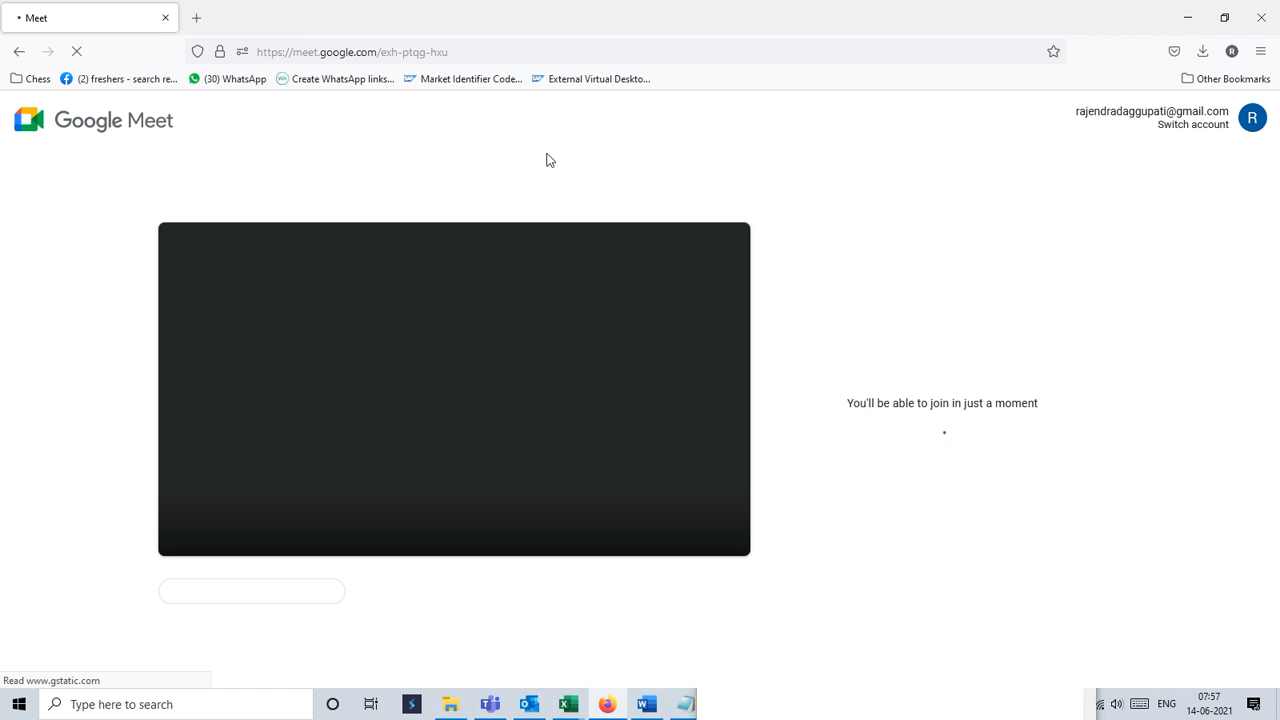 Meet
https://meet.google.com/exh-ptqg-hxu
Chess
(2) freshers - search re...
(30) WhatsApp
Create WhatsApp links...
Market Identifier Code...
External Virtual Deskto...
Other Bookmarks
Google Meet
rajendradaggupati@gmail.com
Switch account
R
You'll be able to join in just a moment
Read www.gstatic.com
Type here to search
ENG
07:57
14-06-2021